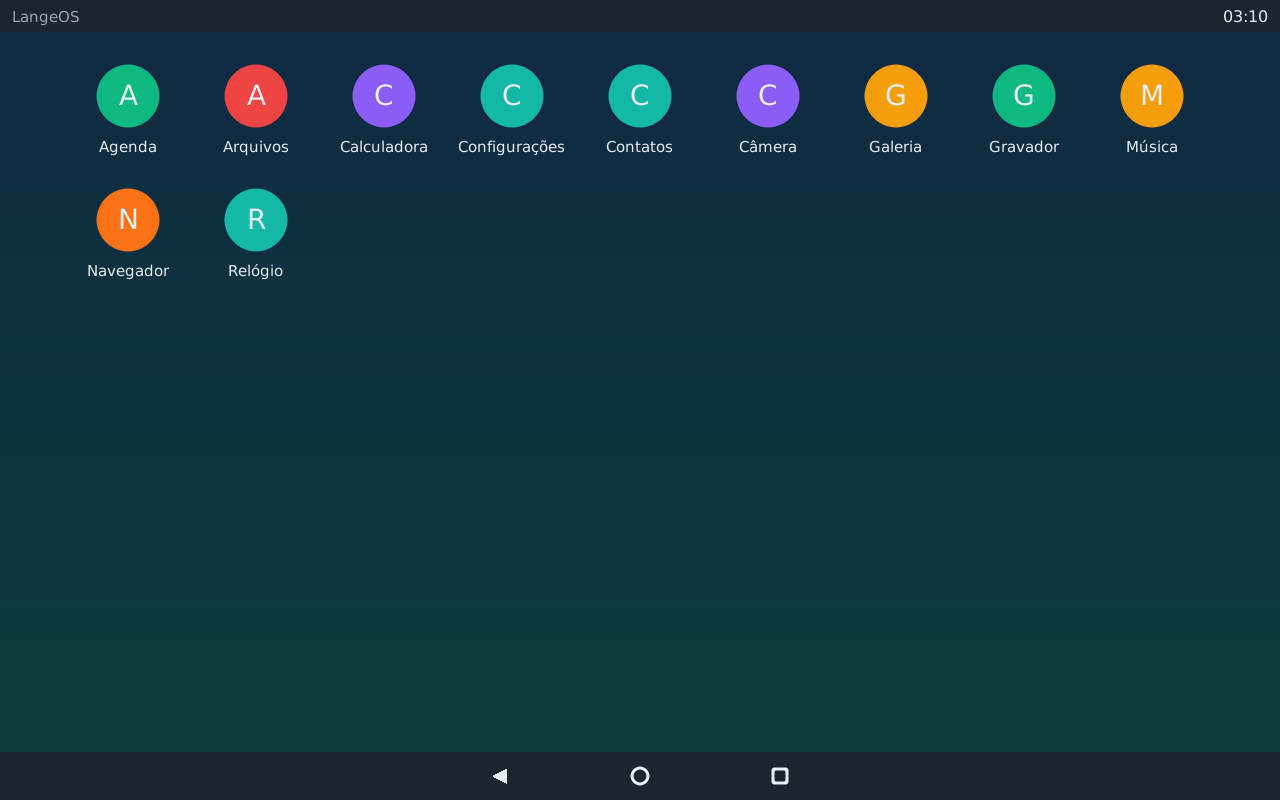 LangeOS 03:10
A A C C C C G G M
Agenda Arquivos Calculadora Configurações Contatos Câmera Galeria Gravador Música
N R
Navegador Relógio